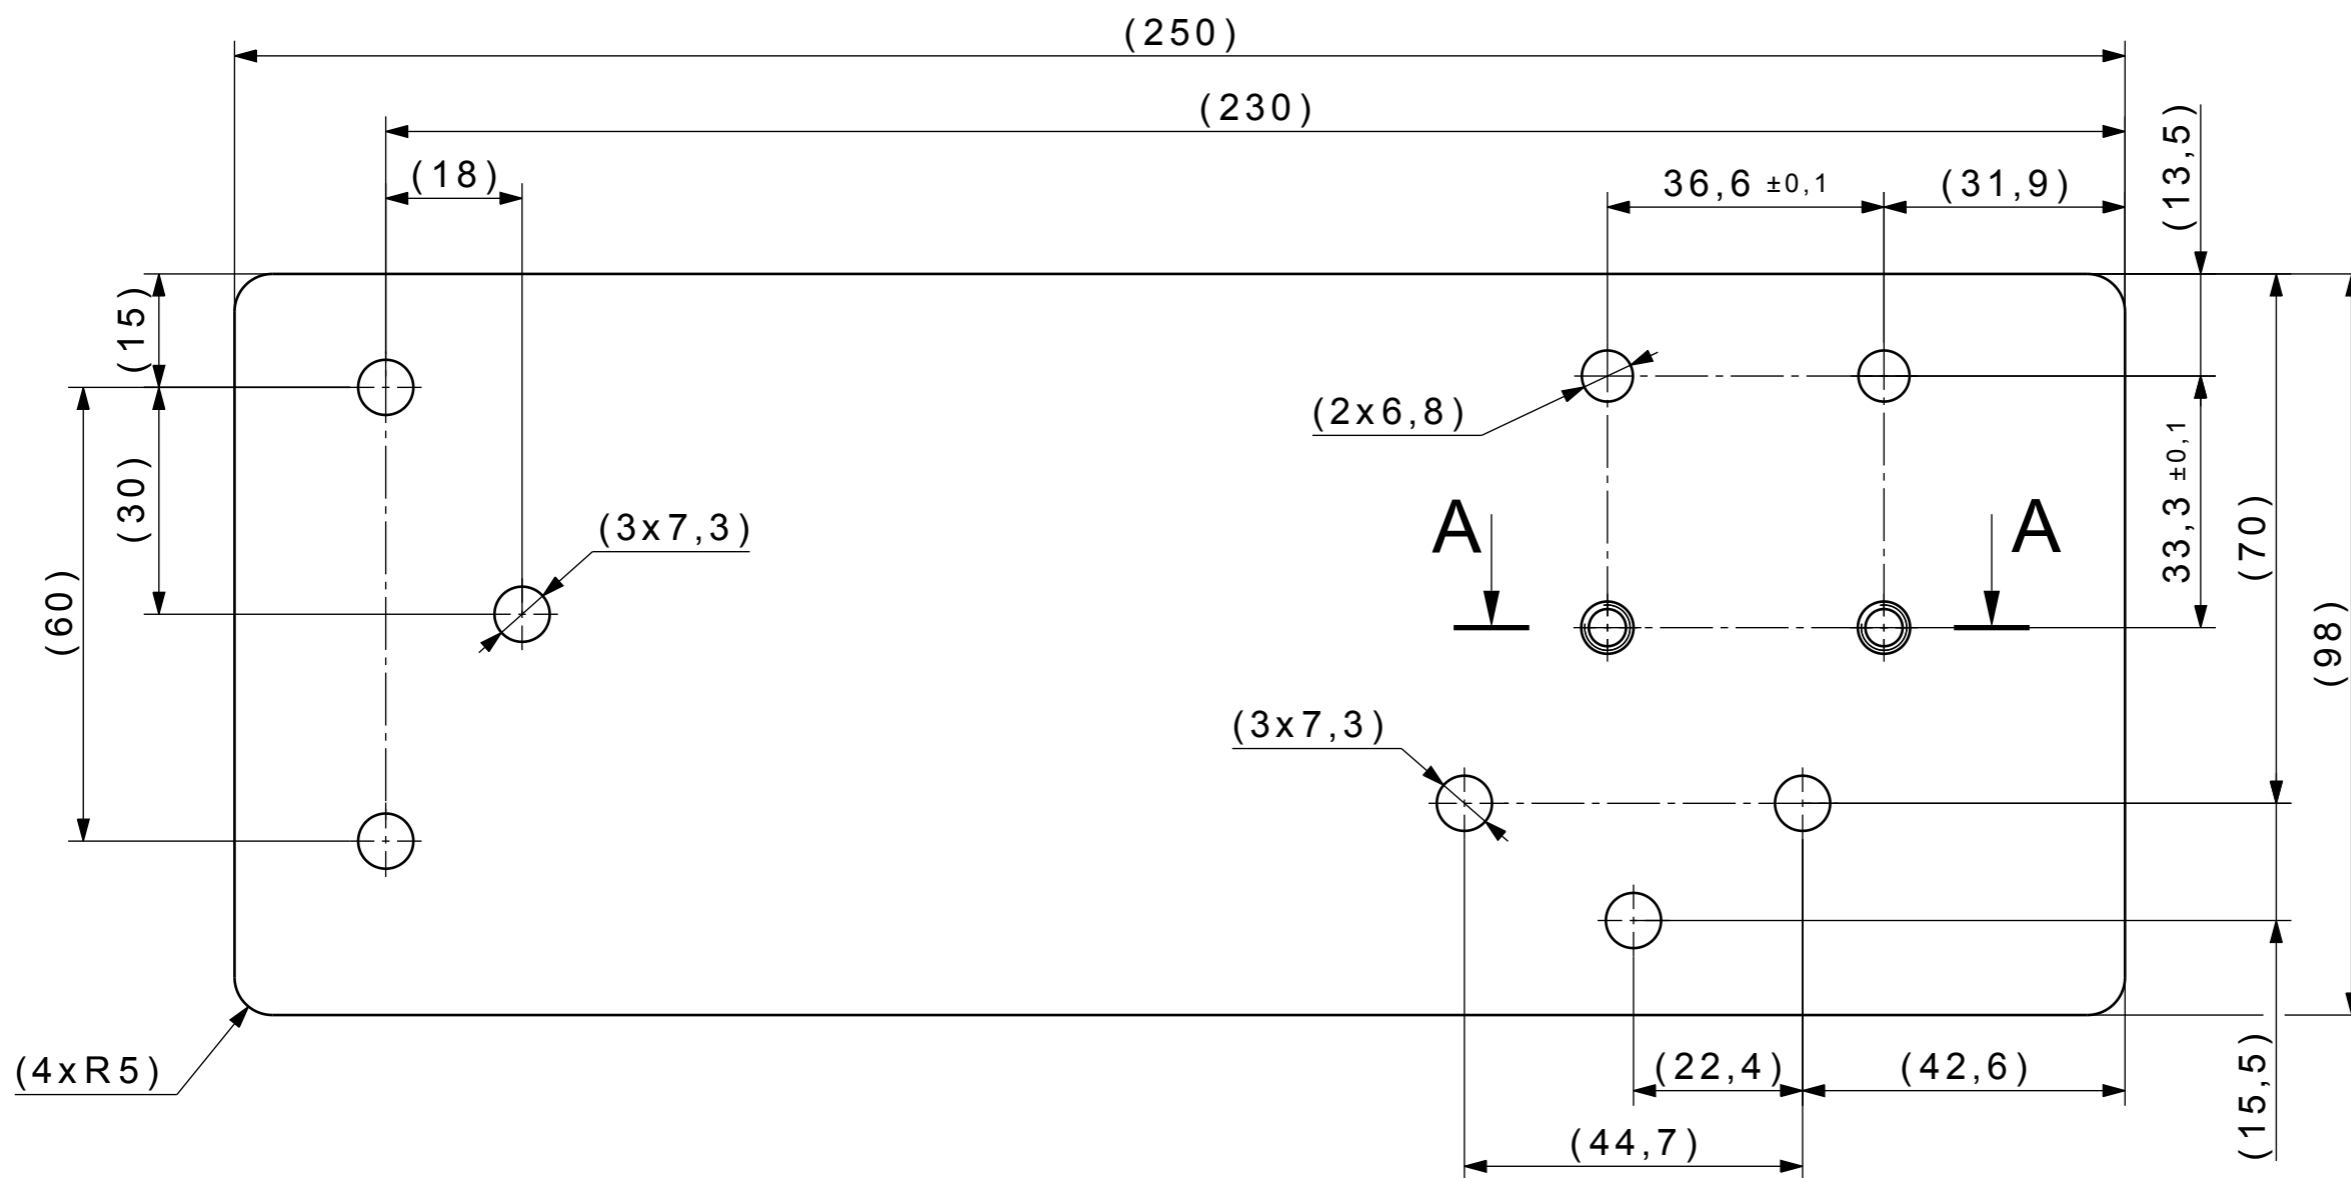 (250)
(230)
(18)
36,6 ±0,1
(31,9)
(13,5)
(15)
(2x6,8)
(30)
(3x7,3)
A
A
33,3 ±0,1
(70)
(60)
(98)
(3x7,3)
(4xR5)
(22,4)
(42,6)
(15,5)
(44,7)